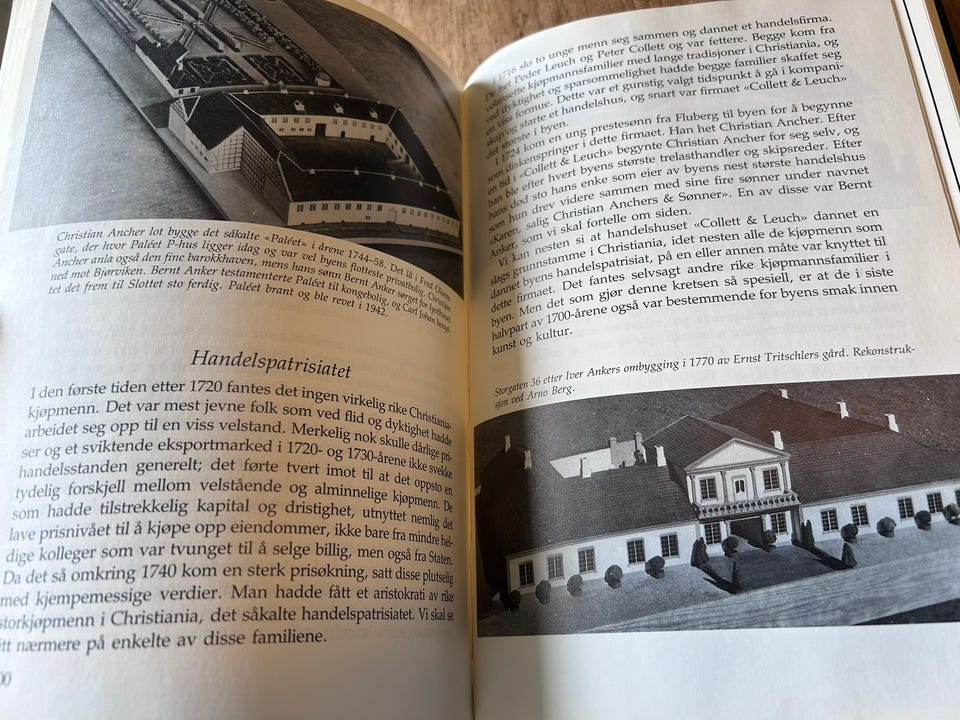 Christian Ancher lot bygge det såkalte «Paléet» i årene 1744–58. Det lå i Fred Olsens
gate, der hvor Paléet P-hus ligger idag og var vel byens flotteste privatbolig. Christian
Ancher anla også den fine barokkhaven, mens hans sønn Bernt Anker sørget for
ned mot Bjørviken. Bernt Anker testamenterte Paléet til kongebolig, og Carl Johan benyt-
tet det frem til Slottet sto ferdig. Paléet brant og ble revet i 1942.
Handelspatrisiatet
I den første tiden etter 1720 fantes det ingen virkelig rike Christiania-
kjøpmenn. Det var mest jevne folk som ved flid og dyktighet hadde
arbeidet seg opp til en viss velstand. Merkelig nok skulle dårlige pri-
ser og et sviktende eksportmarked i 1720- og 1730-årene ikke svekke
handelsstanden generelt; det førte tvert imot til at det oppsto en
tydelig forskjell mellom velstående og alminnelige kjøpmenn. De
som hadde tilstrekkelig kapital og dristighet, utnyttet nemlig det
lave prisnivået til å kjøpe opp eiendommer, ikke bare fra mindre hel-
dige kolleger som var tvunget til å selge billig, men også fra Staten.
Da det så omkring 1740 kom en sterk prisøkning, satt disse plutselig
med kjempemessige verdier. Man hadde fått et aristokrati av rike
storkjøpmenn i Christiania, det såkalte handelspatrisiatet. Vi skal se
itt nærmere på enkelte av disse familiene.
00
I 1716 slo to unge menn seg sammen og dannet et handelsfirma.
De het Peder Leuch og Peter Collett og var fettere. Begge kom fra
velansette kjøpmannsfamilier med lange tradisjoner i Christiania, og
ved dyktighet og sparsommelighet hadde begge familier skaffet seg
en viss formue. Dette var et gunstig valgt tidspunkt å gå i kompani-
skap og starte et handelshus, og snart var firmaet «Collett & Leuch»
det største i byen.
I 1724 kom en ung prestesønn fra Fluberg til byen for å begynne
som diskenspringer i dette firmaet. Han het Christian Ancher. Efter
en tid i «Collett & Leuch» begynte Christian Ancher for seg selv, og
han ble efter hvert byens største trelasthandler og skipsreder. Efter
hans død sto hans enke som eier av byens nest største handelshus
som hun drev videre sammen med sine fire sønner under navnet
«Karen, salig Christian Anchers & Sønner». En av disse var Bernt
Anker, som vi skal fortelle om siden.
Vi kan nesten si at handelshuset «Collett & Leuch» dannet en
slags grunnstamme i Christiania, idet nesten alle de kjøpmenn som
dannet byens handelspatrisiat, på en eller annen måte var knyttet til
dette firmaet. Det fantes selvsagt andre rike kjøpmannsfamilier i
byen. Men det som gjør denne kretsen så spesiell, er at de i siste
halvpart av 1700-årene også var bestemmende for byens smak innen
kunst og kultur.
Storgaten 36 etter Iver Ankers ombygging i 1770 av Ernst Tritschlers gård. Rekonstruk-
sjon ved Arno Berg.